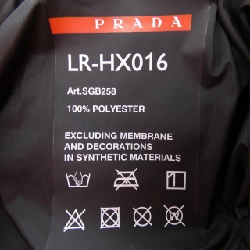 PRADA
LR-HX016
Art.SGB258
100% POLYESTER
EXCLUDING MEMBRANE
AND DECORATIONS
IN SYNTHETIC MATERIALS